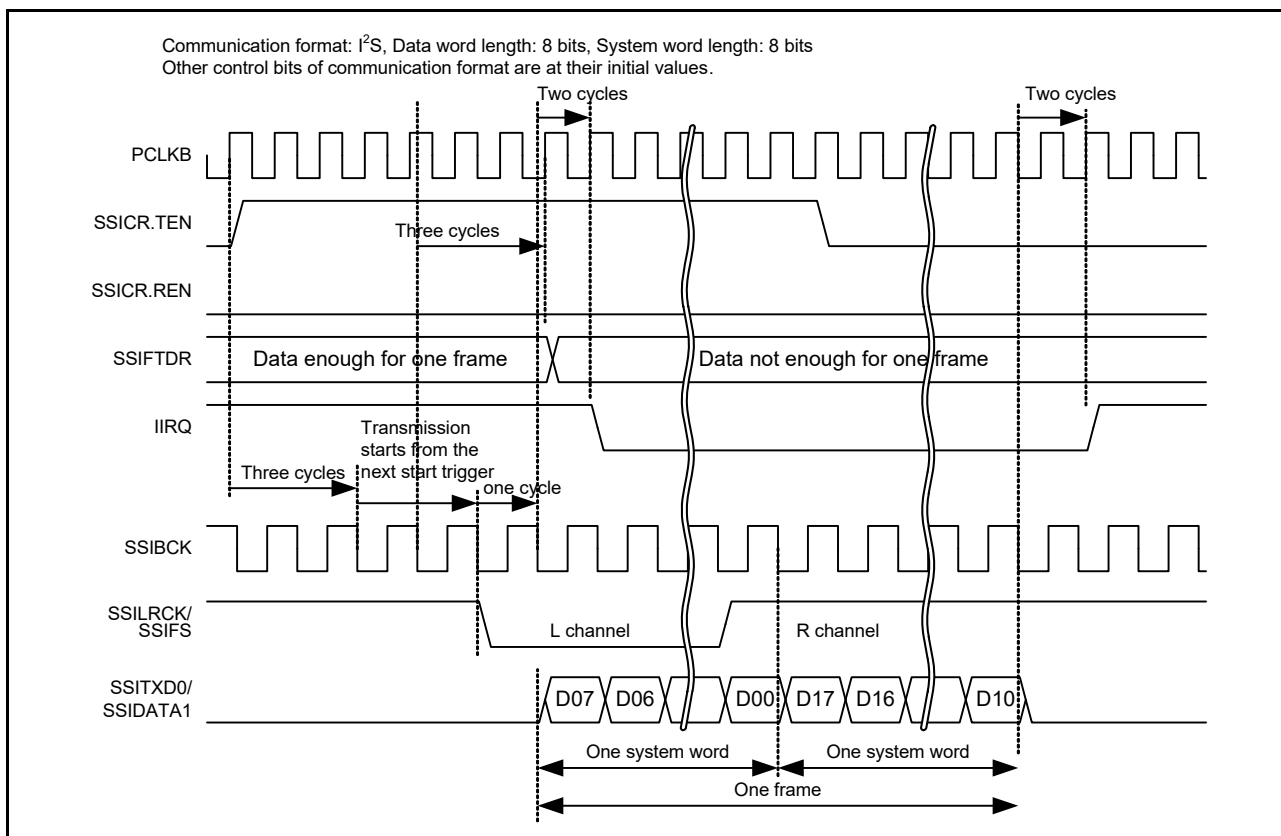 Communication format: I²S, Data word length: 8 bits, System word length: 8 bits
Other control bits of communication format are at their initial values.
Two cycles
Two cycles
PCLKB
SSICR.TEN
Three cycles
SSICR.REN
SSIFTDR
Data enough for one frame
Data not enough for one frame
IIRQ
Transmission
starts from the
next start trigger
Three cycles
one cycle
SSIBCK
SSILRCK/
SSIFS
L channel
R channel
SSITXD0/
SSIDATA1
D07
D06
D00
D17
D16
D10
One system word
One system word
One frame